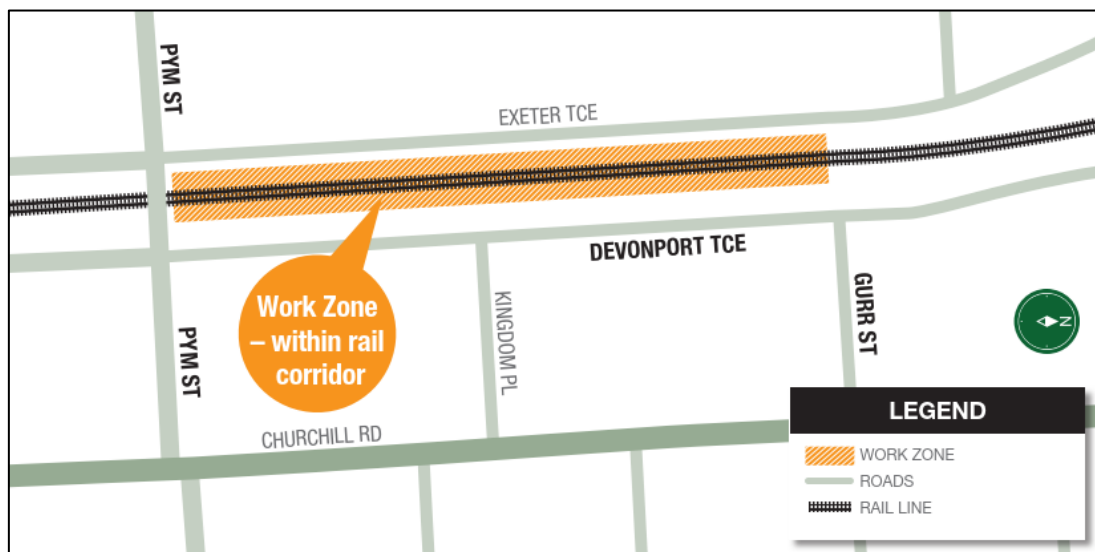 PYM ST
EXETER TCE
DEVONPORT TCE
Work Zone
– within rail
corridor
KINGDOM PL
GURR ST
PYM ST
N
CHURCHILL RD
LEGEND
WORK ZONE
ROADS
RAIL LINE